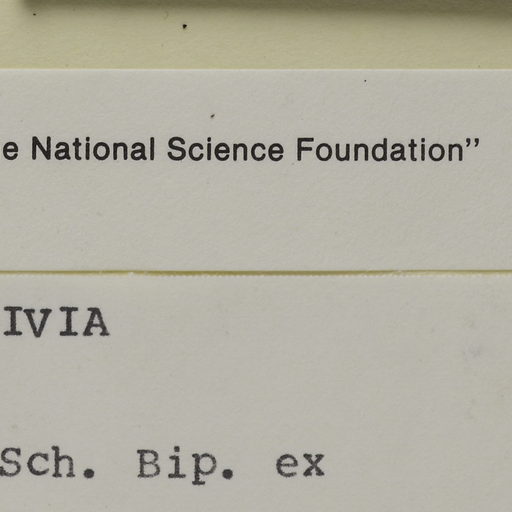 e National Science Foundation"
IVIA
Sch. Bip. ex